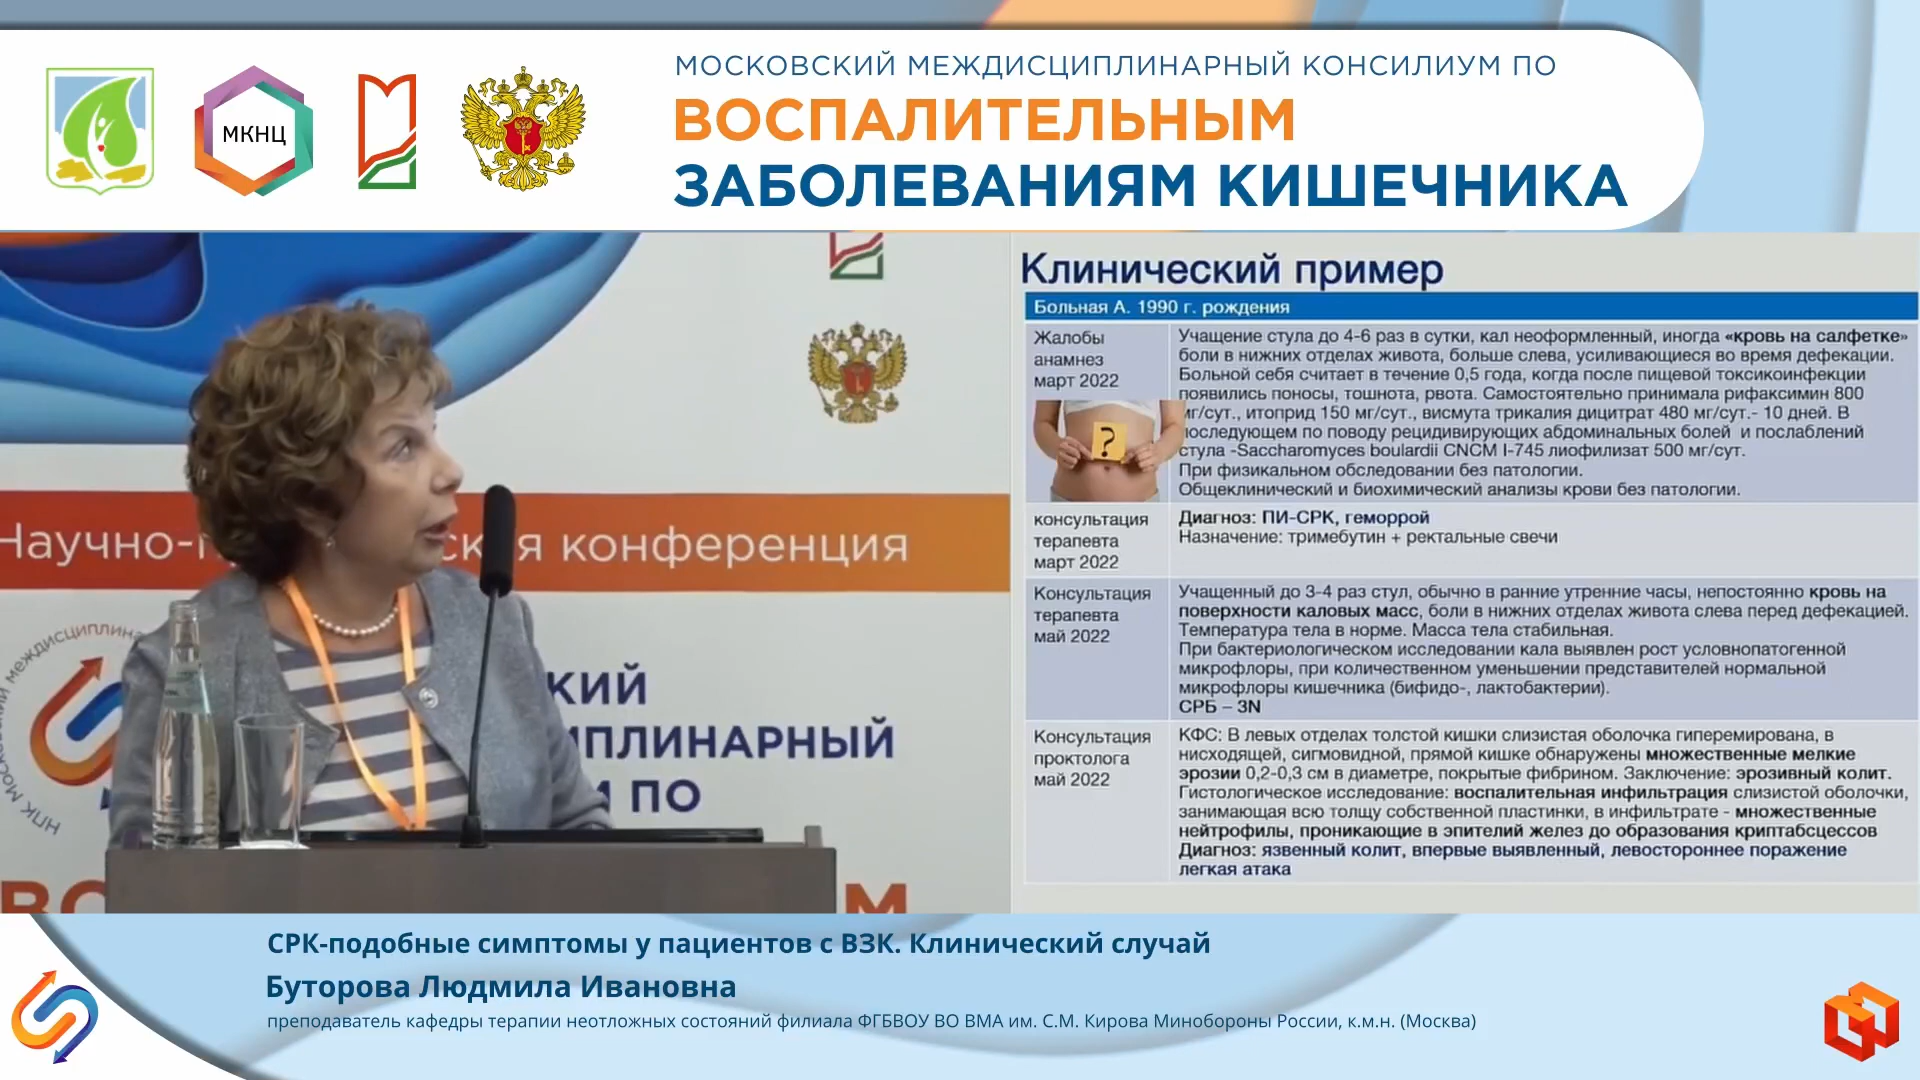 МКНЦ
МОСКОВСКИЙ МЕЖДИСЦИПЛИНАРНЫЙ КОНСИЛИУМ ПО
ВОСПАЛИТЕЛЬНЫМ
ЗАБОЛЕВАНИЯМ КИШЕЧНИКА
конференция
НПК Московский междисциплина
КИЙ
ПЛИНАРНЫЙ
ПО
Клинический пример
Больная А. 1990 г. рождения
Жалобы
анамнез
март 2022
Учащение стула до 4-6 раз в сутки, кал неоформленный, иногда «кровь на салфетке»
боли в нижних отделах живота, больше слева, усиливающиеся во время дефекации.
Больной себя считает в течение 0,5 года, когда после пищевой токсикоинфекции
появились поносы, тошнота, рвота. Самостоятельно принимала рифаксимин 800
мг/сут., итоприд 150 мг/сут., висмута трикалия дицитрат 480 мг/сут.- 10 дней. В
последующем по поводу рецидивирующих абдоминальных болей и послаблений
стула -Saccharomyces boulardii CNCM I-745 лиофилизат 500 мг/сут.
При физикальном обследовании без патологии.
Общеклинический и биохимический анализы крови без патологии.
?
консультация
терапевта
март 2022
Диагноз: ПИ-СРК, геморрой
Назначение: тримебутин + ректальные свечи
Консультация
терапевта
май 2022
Учащенный до 3-4 раз стул, обычно в ранние утренние часы, непостоянно кровь на
поверхности каловых масс, боли в нижних отделах живота слева перед дефекацией.
Температура тела в норме. Масса тела стабильная.
При бактериологическом исследовании кала выявлен рост условнопатогенной
микрофлоры, при количественном уменьшении представителей нормальной
микрофлоры кишечника (бифидо-, лактобактерии).
СРБ – 3N
Консультация
проктолога
май 2022
КФС: В левых отделах толстой кишки слизистая оболочка гиперемирована, в
нисходящей, сигмовидной, прямой кишке обнаружены множественные мелкие
эрозии 0,2-0,3 см в диаметре, покрытые фибрином. Заключение: эрозивный колит.
Гистологическое исследование: воспалительная инфильтрация слизистой оболочки,
занимающая всю толщу собственной пластинки, в инфильтрате - множественные
нейтрофилы, проникающие в эпителий желез до образования криптабсцессов
Диагноз: язвенный колит, впервые выявленный, левостороннее поражение
легкая атака
СРК-подобные симптомы у пациентов с ВЗК. Клинический случай
Буторова Людмила Ивановна
преподаватель кафедры терапии неотложных состояний филиала ФГБВОУ ВО ВМА им. С.М. Кирова Минобороны России, к.м.н. (Москва)